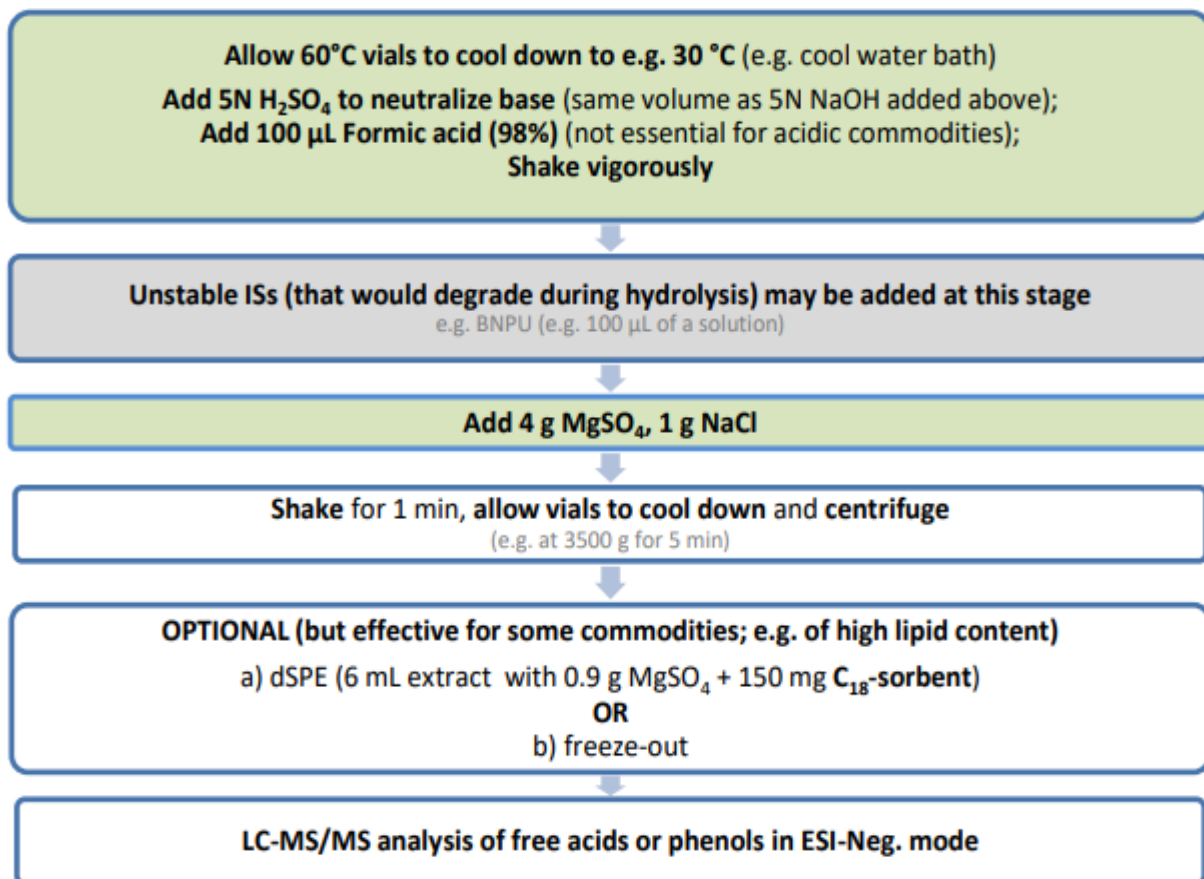 Allow 60°C vials to cool down to e.g. 30 °C (e.g. cool water bath)
Add 5N H₂SO₄ to neutralize base (same volume as 5N NaOH added above);
Add 100 µL Formic acid (98%) (not essential for acidic commodities);
Shake vigorously
Unstable ISs (that would degrade during hydrolysis) may be added at this stage
e.g. BNPU (e.g. 100 µL of a solution)
Add 4 g MgSO₄, 1 g NaCl
Shake for 1 min, allow vials to cool down and centrifuge
(e.g. at 3500 g for 5 min)
OPTIONAL (but effective for some commodities; e.g. of high lipid content)
a) dSPE (6 mL extract with 0.9 g MgSO₄ + 150 mg C₁₈-sorbent)
OR
b) freeze-out
LC-MS/MS analysis of free acids or phenols in ESI-Neg. mode